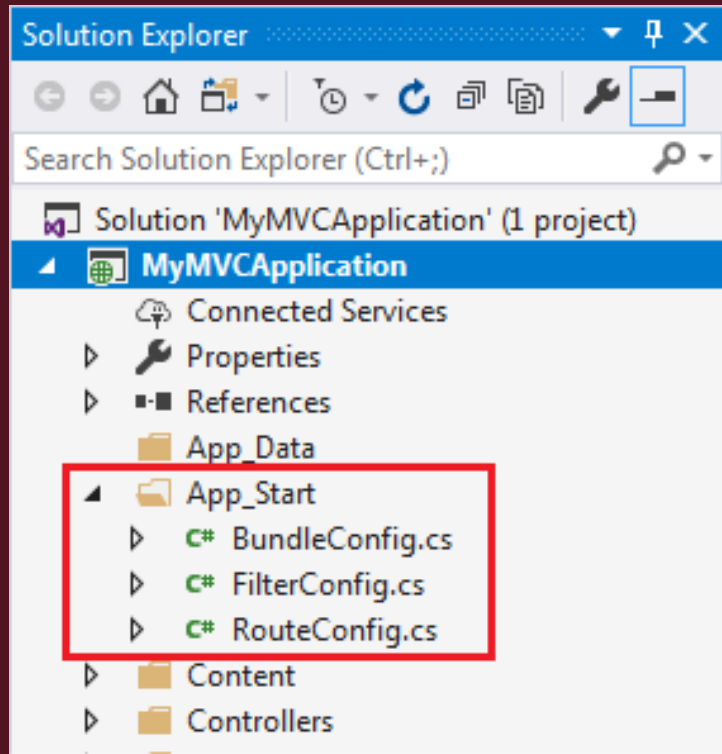 Solution Explorer
Search Solution Explorer (Ctrl+;)
Solution 'MyMVCApplication' (1 project)
MyMVCApplication
Connected Services
Properties
References
App_Data
App_Start
C# BundleConfig.cs
C# FilterConfig.cs
C# RouteConfig.cs
Content
Controllers